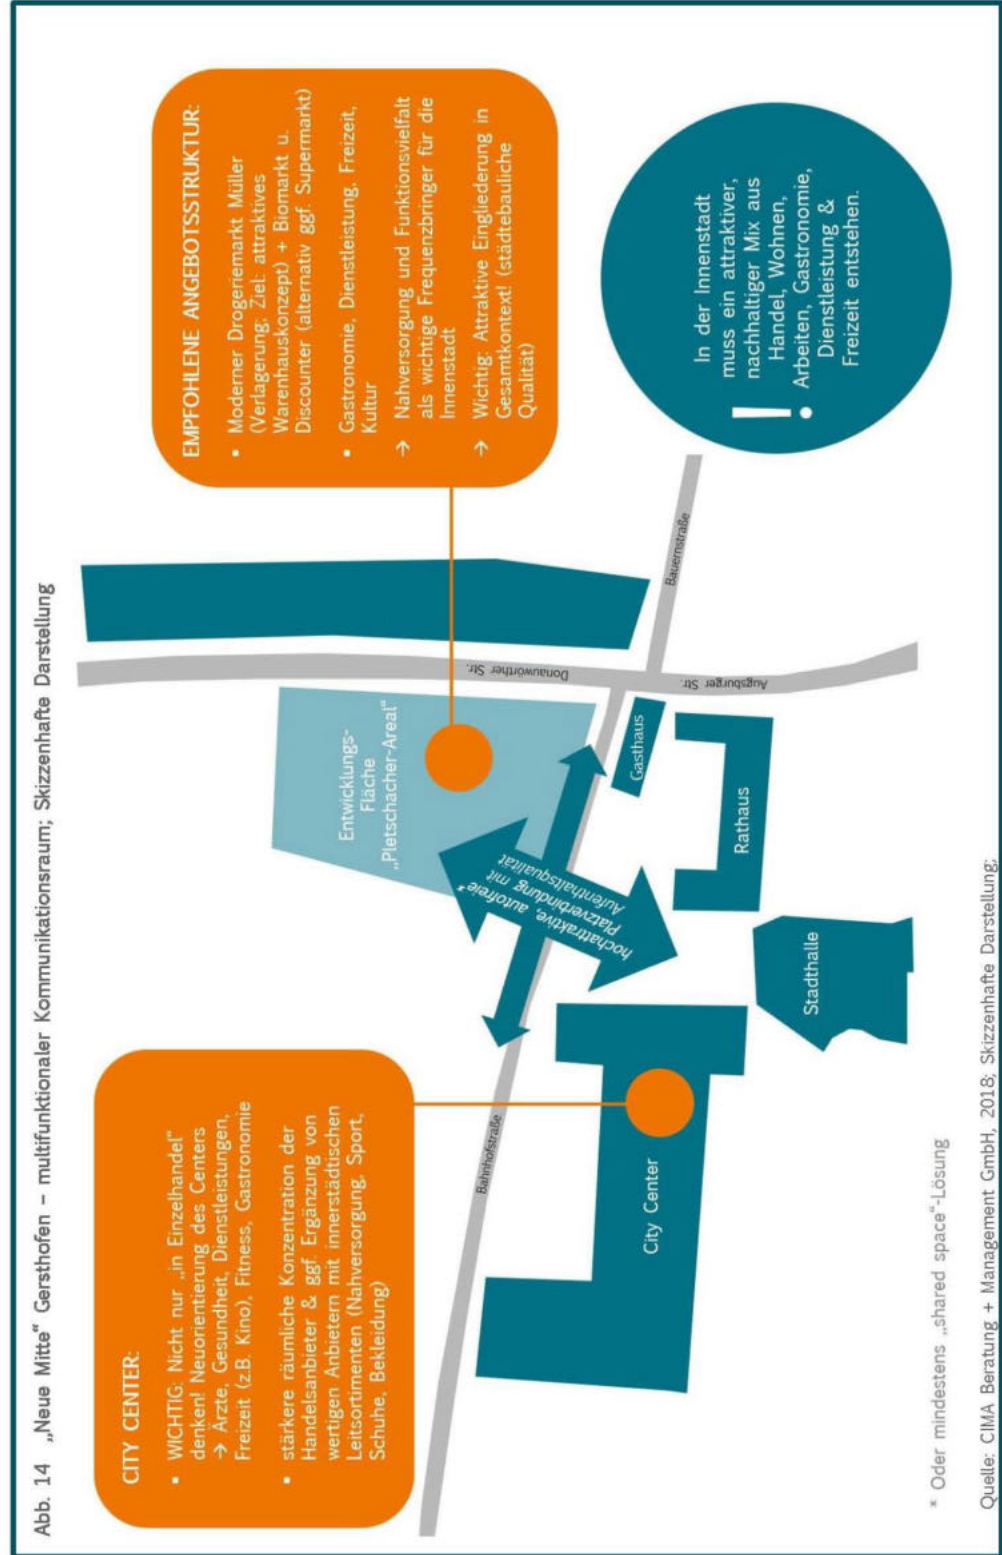 Abb. 14 „Neue Mitte“ Gersthofen – multifunktionaler Kommunikationsraum; Skizzenhafte Darstellung
CITY CENTER:
• WICHTIG: Nicht nur „in Einzelhandel“
denken! Neuorientierung des Centers
→ Ärzte, Gesundheit, Dienstleistungen,
Freizeit (z.B. Kino), Fitness, Gastronomie
• stärkere räumliche Konzentration der
Handelsanbieter & ggf. Ergänzung von
wertigen Anbietern mit innerstädtischen
Leitsortimenten (Nahversorgung, Sport,
Schuhe, Bekleidung)
EMPFOHLENE ANGEBOTSSTRUKTUR:
• Moderner Drogeriemarkt Müller
(Verlagerung; Ziel: attraktives
Warenhauskonzept) + Biomarkt u.
Discounter (alternativ ggf. Supermarkt)
• Gastronomie, Dienstleistung, Freizeit,
Kultur
→ Nahversorgung und Funktionsvielfalt
als wichtige Frequenzbringer für die
Innenstadt
→ Wichtig: Attraktive Eingliederung in
Gesamtkontext! (städtebauliche
Qualität)
Entwicklungs-
Fläche
„Pletschacher-Areal“
hochattraktive, autofreie*
Platzverbindung mit
Aufenthaltsqualität
Donauwörther Str.
Augsburger Str.
Bahnhofstraße
Bauernstraße
Gasthaus
Rathaus
Stadthalle
City Center
In der Innenstadt
muss ein attraktiver,
nachhaltiger Mix aus
Handel, Wohnen,
Arbeiten, Gastronomie,
Dienstleistung &
Freizeit entstehen.
!
* Oder mindestens „shared space“-Lösung
Quelle: CIMA Beratung + Management GmbH, 2018; Skizzenhafte Darstellung;